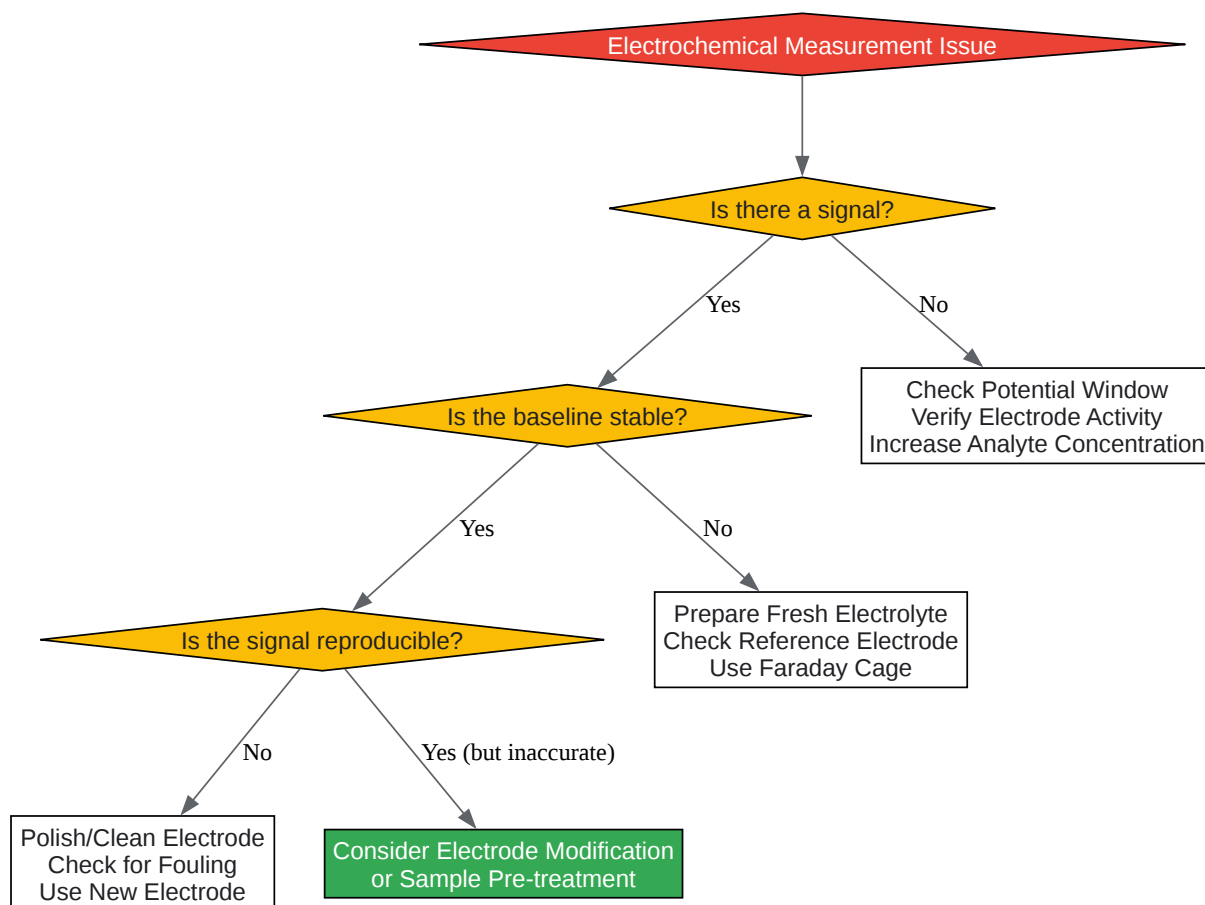 Electrochemical Measurement Issue
Is there a signal?
Yes
No
Is the baseline stable?
Check Potential Window
Verify Electrode Activity
Increase Analyte Concentration
Yes
No
Is the signal reproducible?
Prepare Fresh Electrolyte
Check Reference Electrode
Use Faraday Cage
No
Yes (but inaccurate)
Polish/Clean Electrode
Check for Fouling
Use New Electrode
Consider Electrode Modification
or Sample Pre-treatment